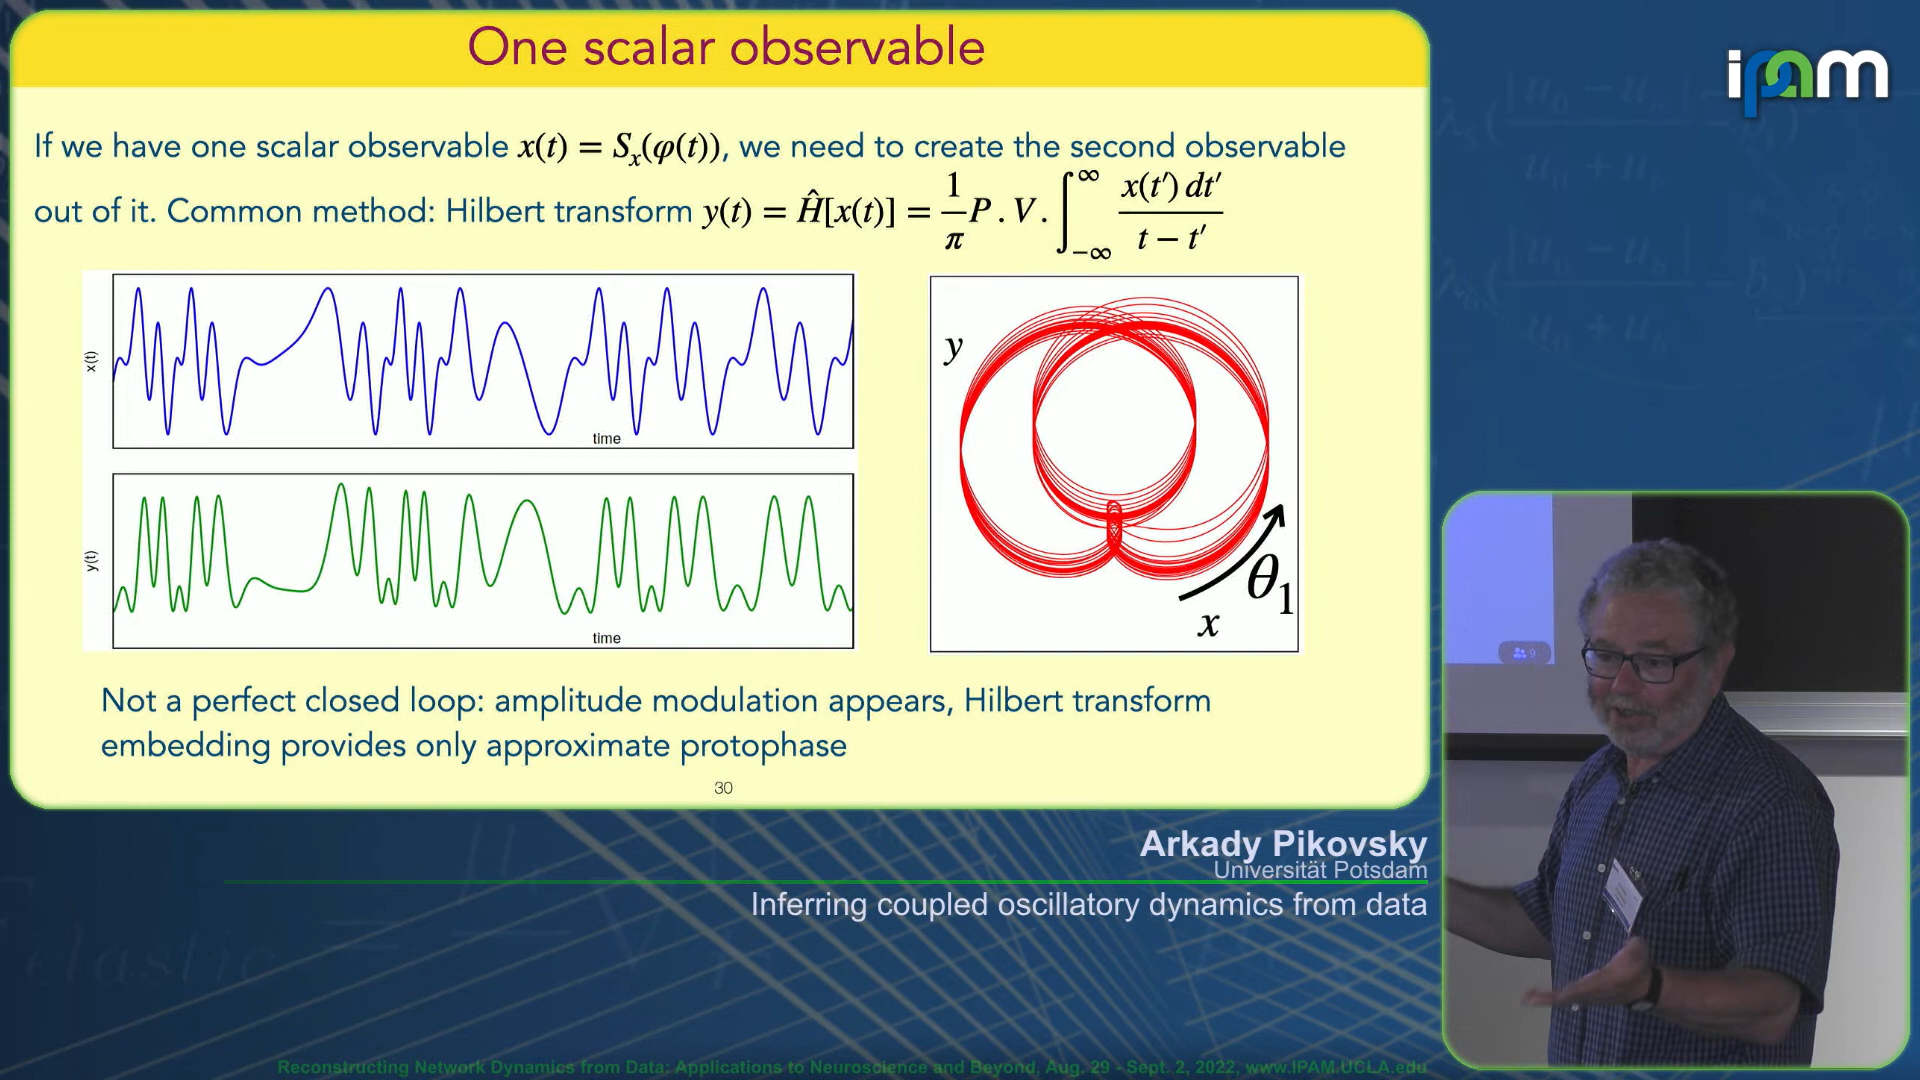 One scalar observable
ipam
If we have one scalar observable x(t) = Sₓ(φ(t)), we need to create the second observable
out of it. Common method: Hilbert transform y(t) = Ĥ[x(t)] = 1/π P.V. ∫_{-∞}^{∞} x(t′) dt′ / t − t′
x(t)
time
y(t)
time
y
θ₁
x
Not a perfect closed loop: amplitude modulation appears, Hilbert transform
embedding provides only approximate protophase
30
9
Arkady Pikovsky
Universität Potsdam
Inferring coupled oscillatory dynamics from data
Reconstructing Network Dynamics from Data: Applications to Neuroscience and Beyond, Aug. 29 - Sept. 2, 2022, www.IPAM.UCLA.edu